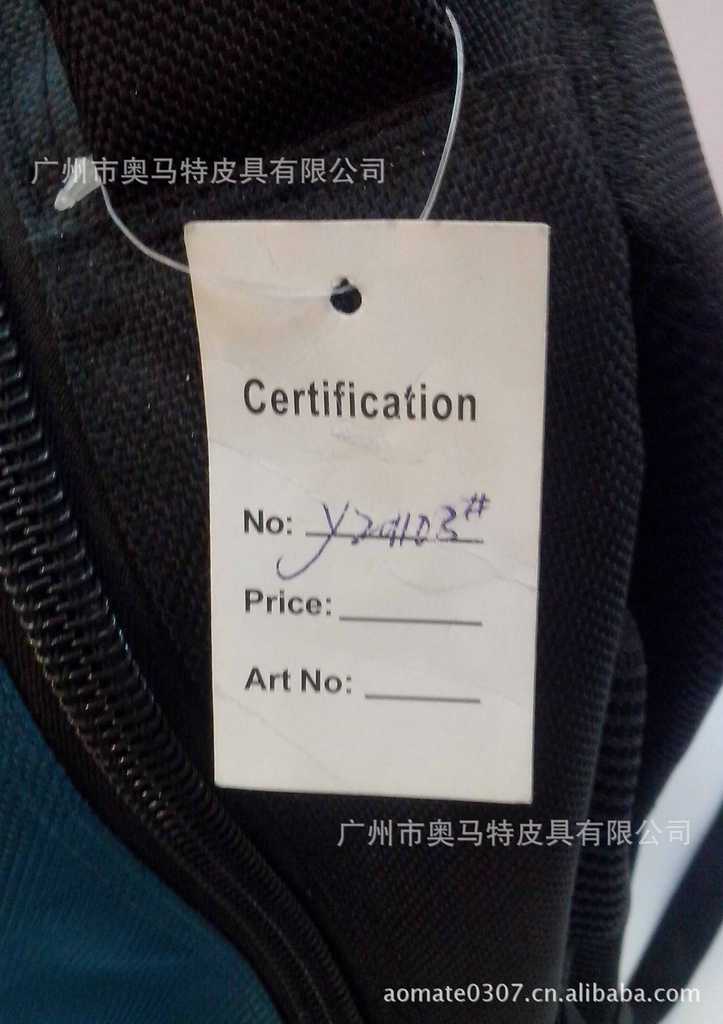 广州市奥马特皮具有限公司
Certification
No: Y29103#
Price:
Art No:
广州市奥马特皮具有限公司
aomate0307.cn.alibaba.com